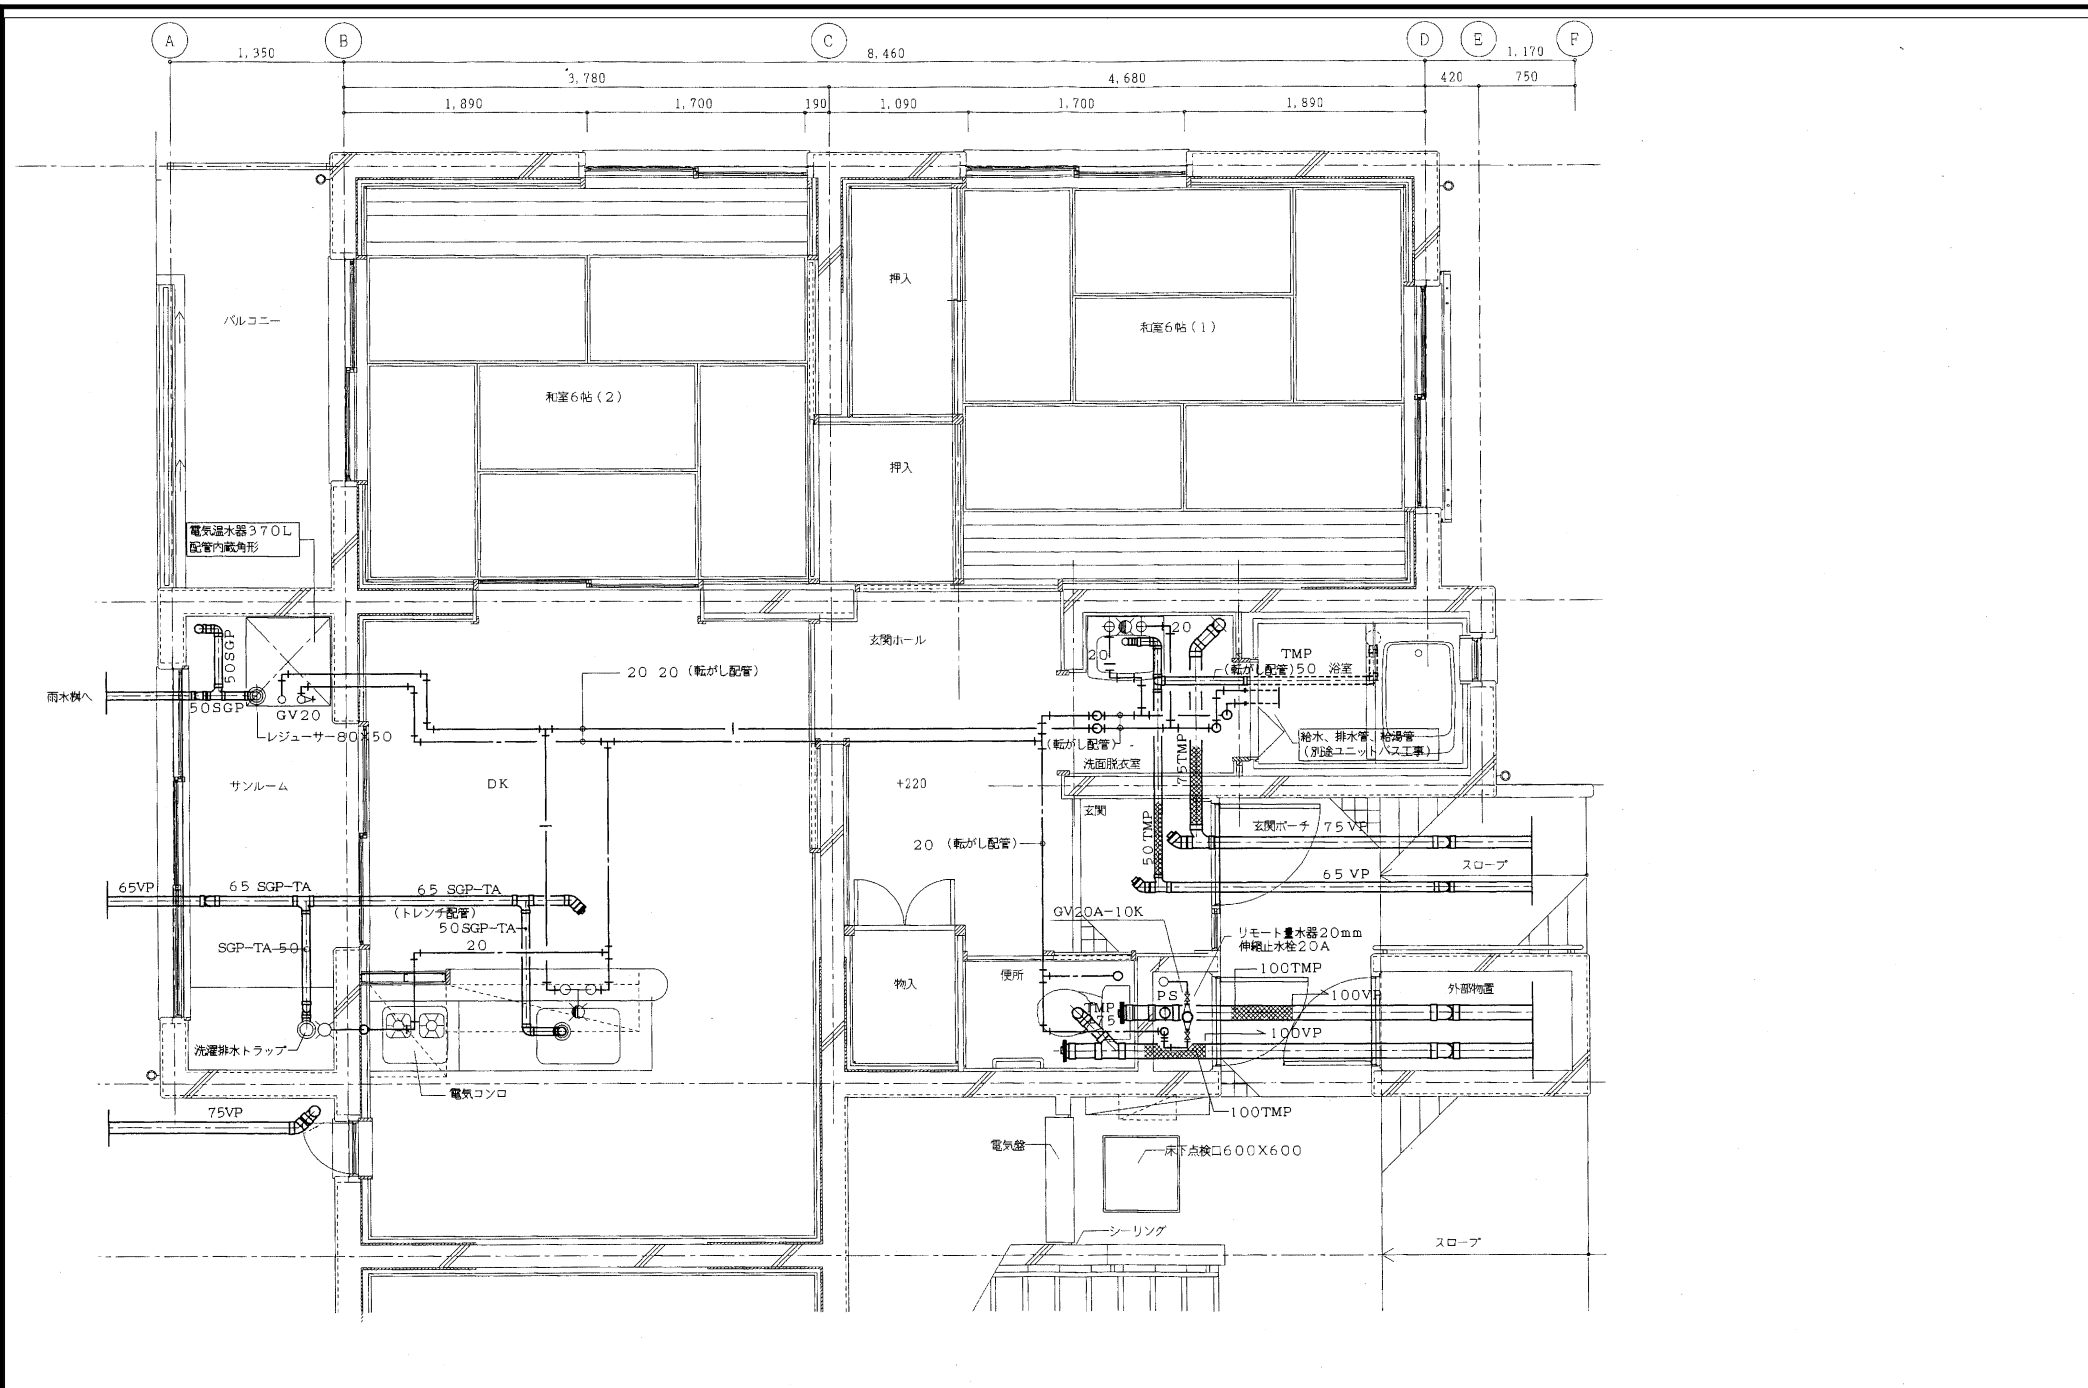 A
B
C
D
E
F
1,350
8,460
1,170
3,780
4,680
420
750
1,890
1,700
190
1,090
1,700
1,890
押入
バルコニー
和室6帖(1)
和室6帖(2)
押入
電気温水器370L
配管内蔵角形
玄関ホール
20
20
TMP
(転がし配管)50
浴室
20 20 (転がし配管)
50SGP
雨水桝へ
50SGP
GV20
レジューサー80×50
(転がし配管)
給水、排水管、給湯管
(別途ユニットバス工事)
洗面脱衣室
75TMP
サンルーム
DK
+220
玄関
玄関ポーチ
75VP
50TMP
20 (転がし配管)
スロープ
65VP
65VP
65 SGP-TA
65 SGP-TA
(トレンチ配管)
50SGP-TA
GV20A-10K
リモート量水器20mm
伸縮止水栓20A
SGP-TA-50
20
100TMP
便所
物入
PS
100VP
外部物置
TMP
75
100VP
洗濯排水トラップ
電気コンロ
75VP
100TMP
電気盤
床下点検口600X600
シーリング
スロープ